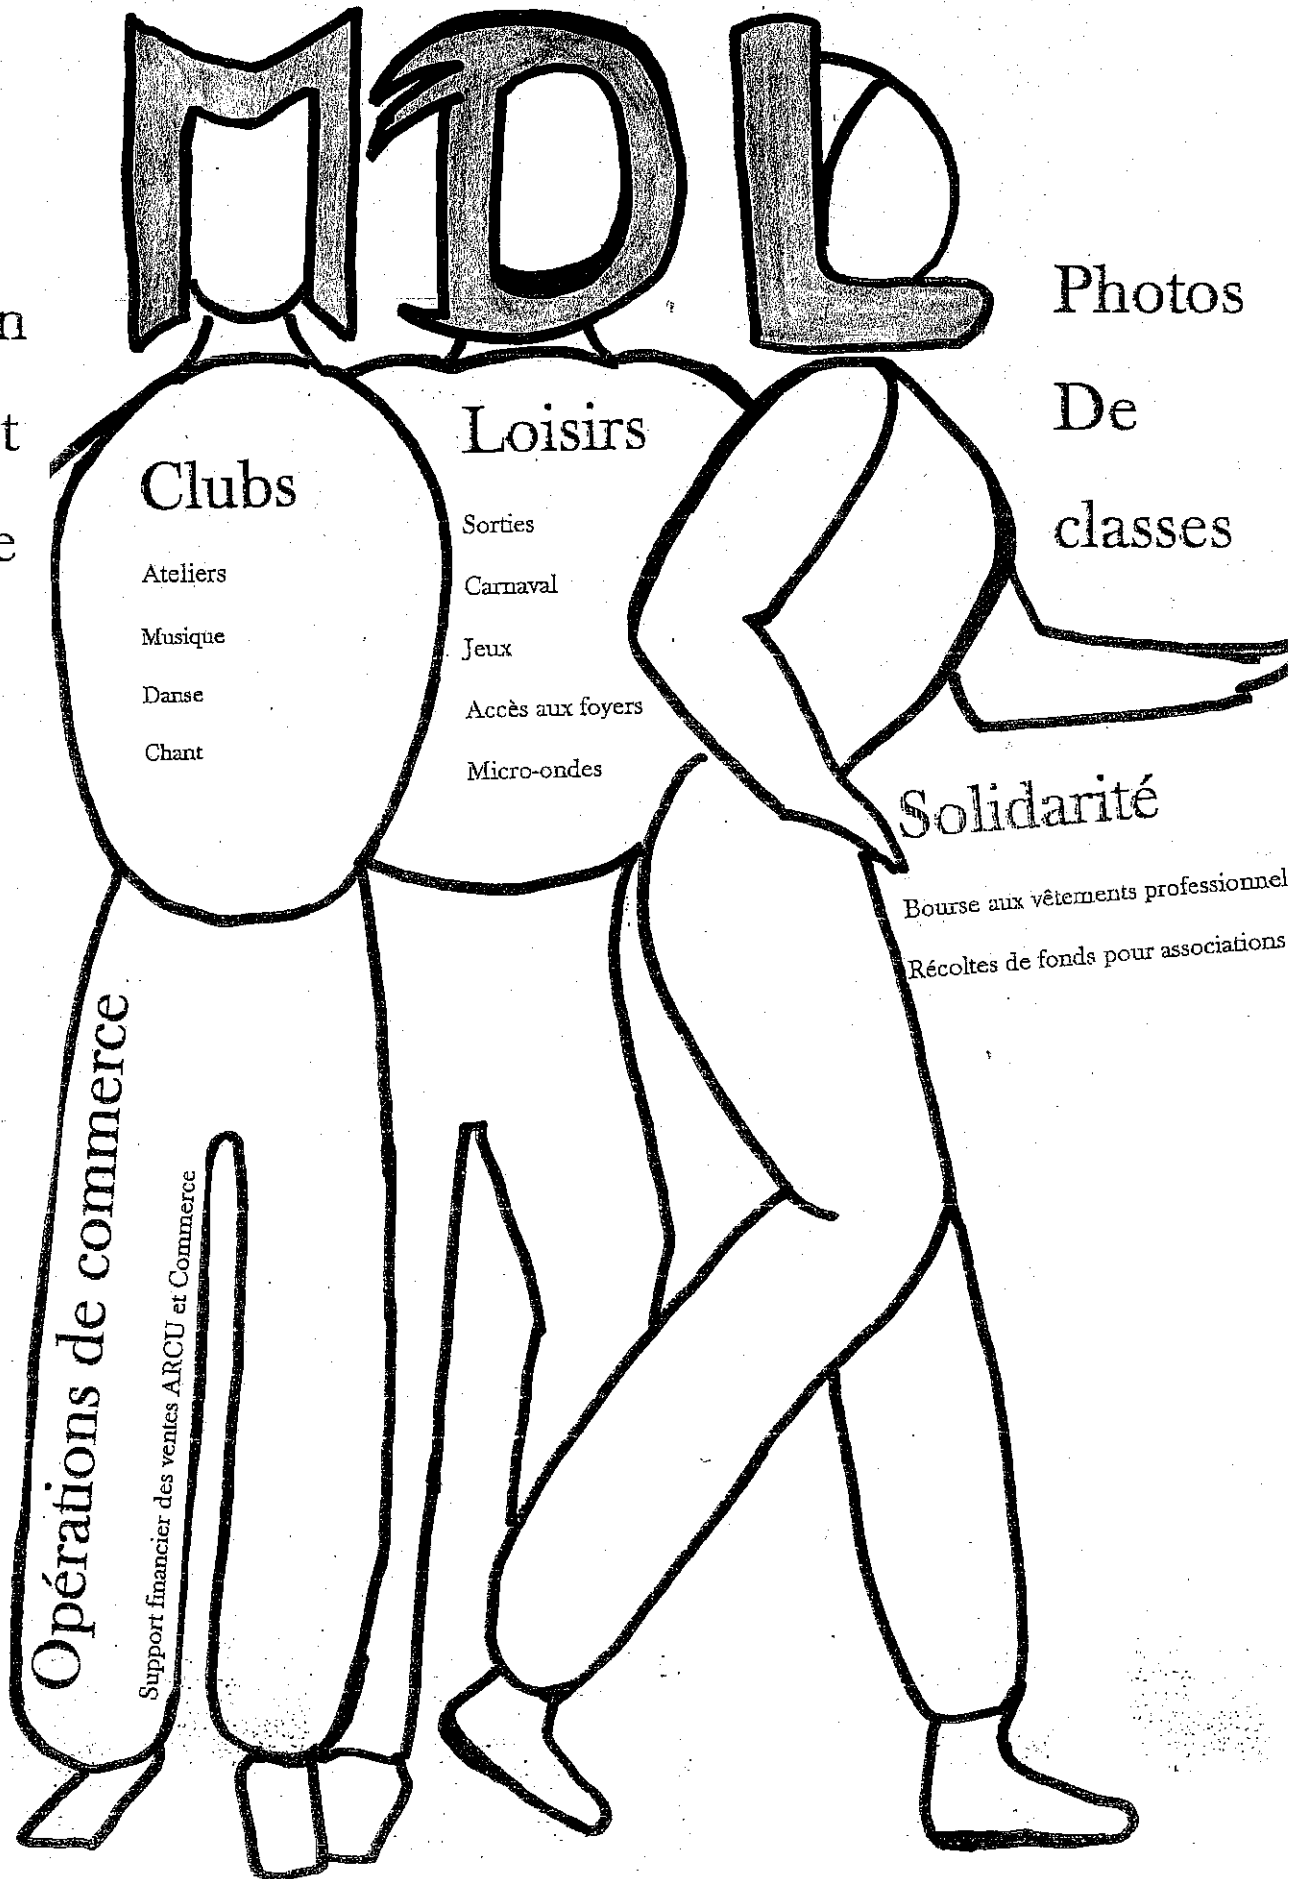 MDL
Photos
De
classes
Clubs
Ateliers
Musique
Danse
Chant
Loisirs
Sorties
Carnaval
Jeux
Accès aux foyers
Micro-ondes
Solidarité
Bourse aux vêtements professionnel
Récoltes de fonds pour associations
Opérations de commerce
Support financier des ventes ARCU et Commerce